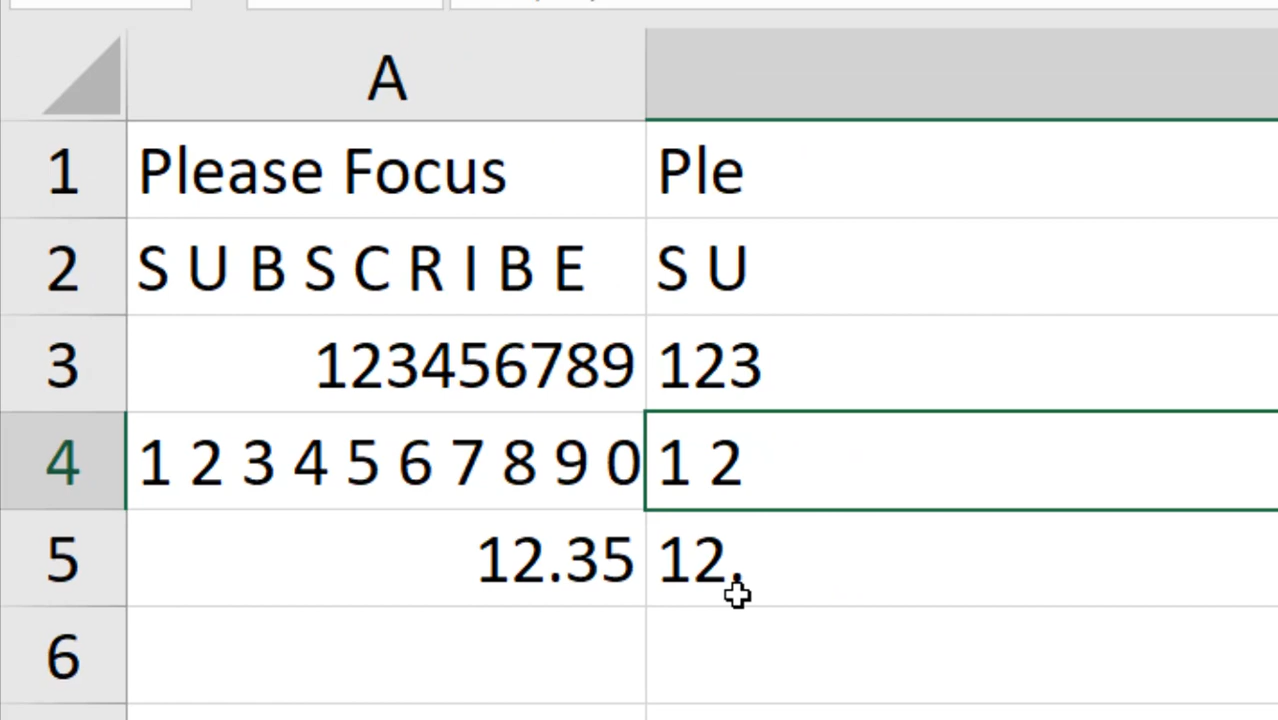 A
1 Please Focus Ple
2 S U B S C R I B E S U
3 123456789 123
4 1 2 3 4 5 6 7 8 9 0 1 2
5 12.35 12.
6